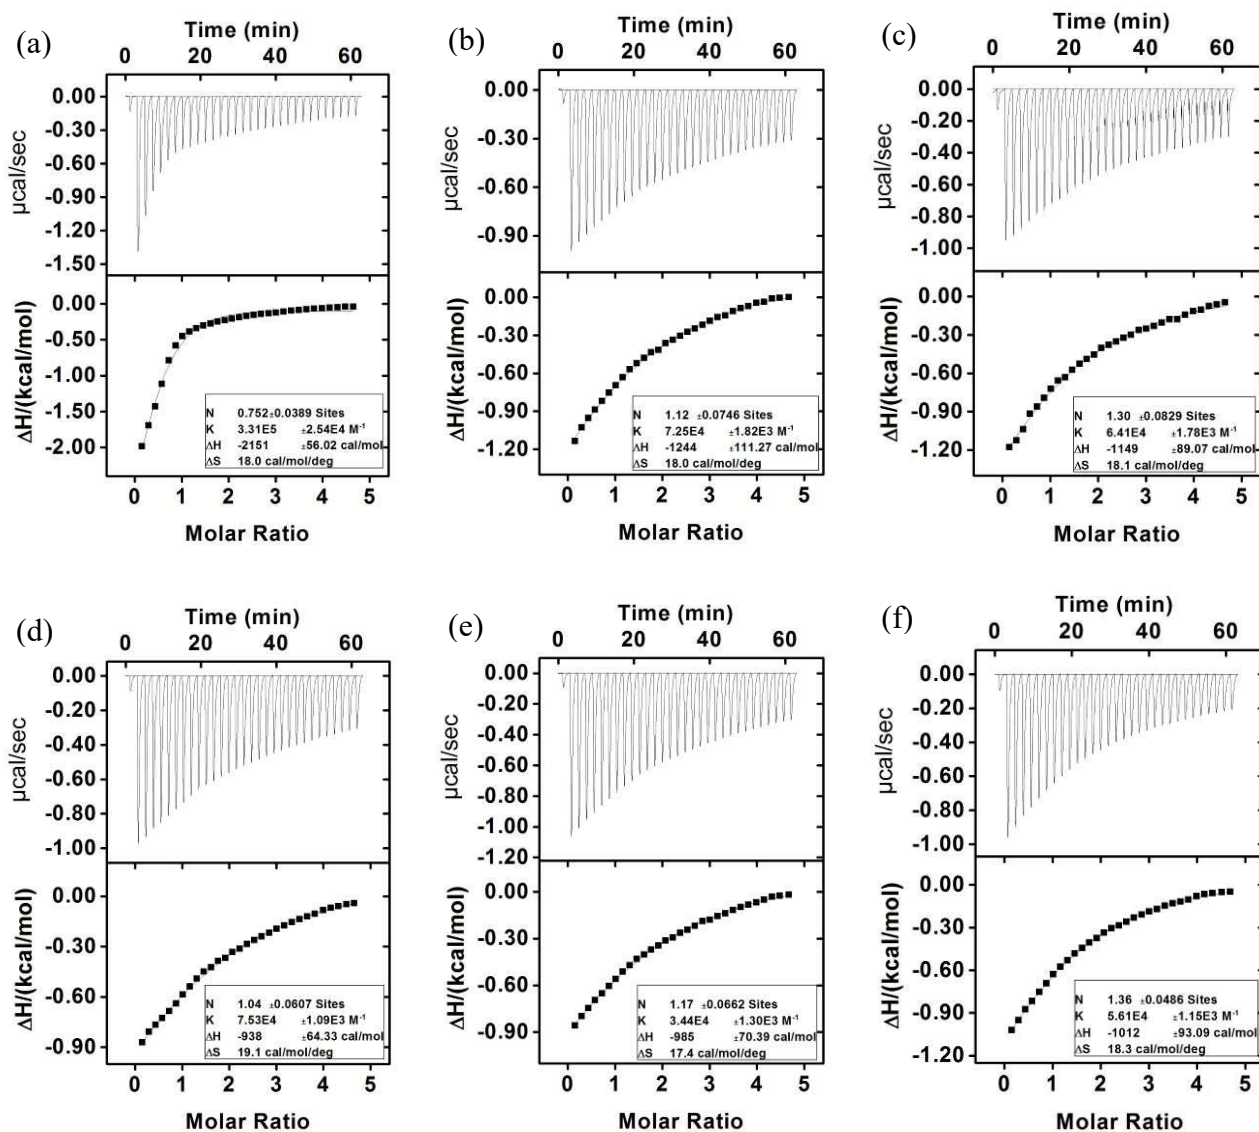 (a)
Time (min)
0 20 40 60
0.00
-0.30
-0.60
-0.90
-1.20
-1.50
µcal/sec
0.00
-0.50
-1.00
-1.50
-2.00
ΔH/(kcal/mol)
N 0.752±0.0389 Sites
K 3.31E5 ±2.54E4 M⁻¹
ΔH -2151 ±56.02 cal/mol
ΔS 18.0 cal/mol/deg
0 1 2 3 4 5
Molar Ratio
(b)
Time (min)
0 20 40 60
0.00
-0.30
-0.60
-0.90
µcal/sec
0.00
-0.30
-0.60
-0.90
-1.20
ΔH/(kcal/mol)
N 1.12 ±0.0746 Sites
K 7.25E4 ±1.82E3 M⁻¹
ΔH -1244 ±111.27 cal/mol
ΔS 18.0 cal/mol/deg
0 1 2 3 4 5
Molar Ratio
(c)
Time (min)
0 20 40 60
0.00
-0.20
-0.40
-0.60
-0.80
-1.00
µcal/sec
0.00
-0.30
-0.60
-0.90
-1.20
ΔH/(kcal/mol)
N 1.30 ±0.0829 Sites
K 6.41E4 ±1.78E3 M⁻¹
ΔH -1149 ±89.07 cal/mol
ΔS 18.1 cal/mol/deg
0 1 2 3 4 5
Molar Ratio
(d)
Time (min)
0 20 40 60
0.00
-0.20
-0.40
-0.60
-0.80
-1.00
µcal/sec
0.00
-0.30
-0.60
-0.90
ΔH/(kcal/mol)
N 1.04 ±0.0607 Sites
K 7.53E4 ±1.09E3 M⁻¹
ΔH -938 ±64.33 cal/mol
ΔS 19.1 cal/mol/deg
0 1 2 3 4 5
Molar Ratio
(e)
Time (min)
0 20 40 60
0.00
-0.20
-0.40
-0.60
-0.80
-1.00
-1.20
µcal/sec
0.00
-0.30
-0.60
-0.90
ΔH/(kcal/mol)
N 1.17 ±0.0662 Sites
K 3.44E4 ±1.30E3 M⁻¹
ΔH -985 ±70.39 cal/mol
ΔS 17.4 cal/mol/deg
0 1 2 3 4 5
Molar Ratio
(f)
Time (min)
0 20 40 60
0.00
-0.20
-0.40
-0.60
-0.80
-1.00
µcal/sec
0.00
-0.30
-0.60
-0.90
-1.20
ΔH/(kcal/mol)
N 1.36 ±0.0486 Sites
K 5.61E4 ±1.15E3 M⁻¹
ΔH -1012 ±93.09 cal/mol
ΔS 18.3 cal/mol/deg
0 1 2 3 4 5
Molar Ratio